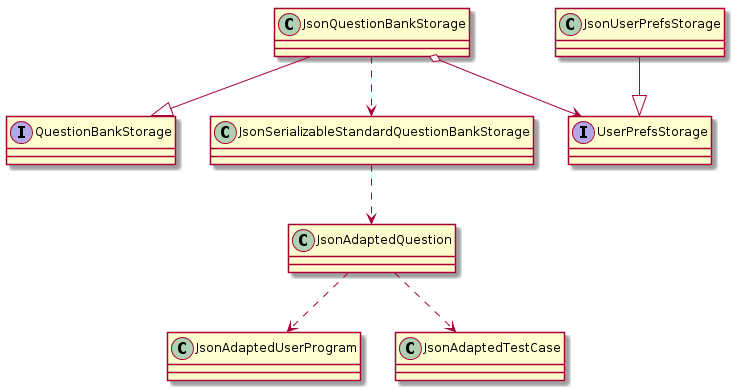 C JsonQuestionBankStorage
C JsonUserPrefsStorage
I QuestionBankStorage
C JsonSerializableStandardQuestionBankStorage
I UserPrefsStorage
C JsonAdaptedQuestion
C JsonAdaptedUserProgram
C JsonAdaptedTestCase